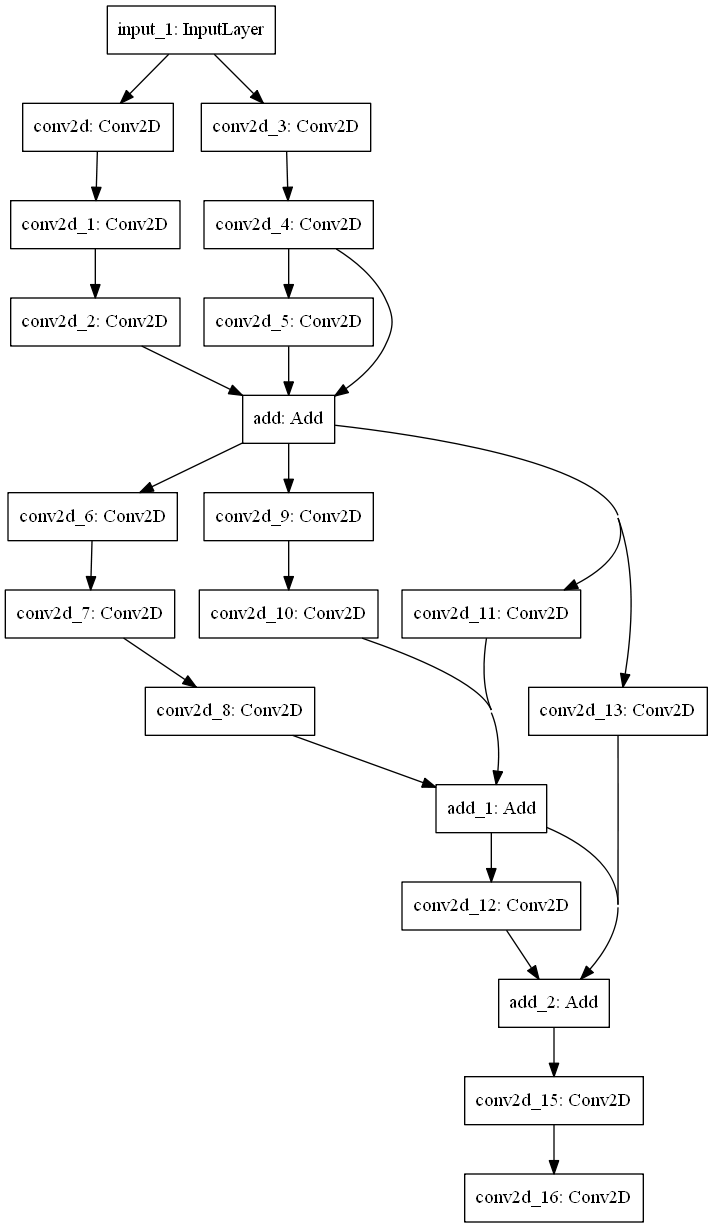 input_1: InputLayer
conv2d: Conv2D
conv2d_3: Conv2D
conv2d_1: Conv2D
conv2d_4: Conv2D
conv2d_2: Conv2D
conv2d_5: Conv2D
add: Add
conv2d_6: Conv2D
conv2d_9: Conv2D
conv2d_7: Conv2D
conv2d_10: Conv2D
conv2d_11: Conv2D
conv2d_8: Conv2D
conv2d_13: Conv2D
add_1: Add
conv2d_12: Conv2D
add_2: Add
conv2d_15: Conv2D
conv2d_16: Conv2D